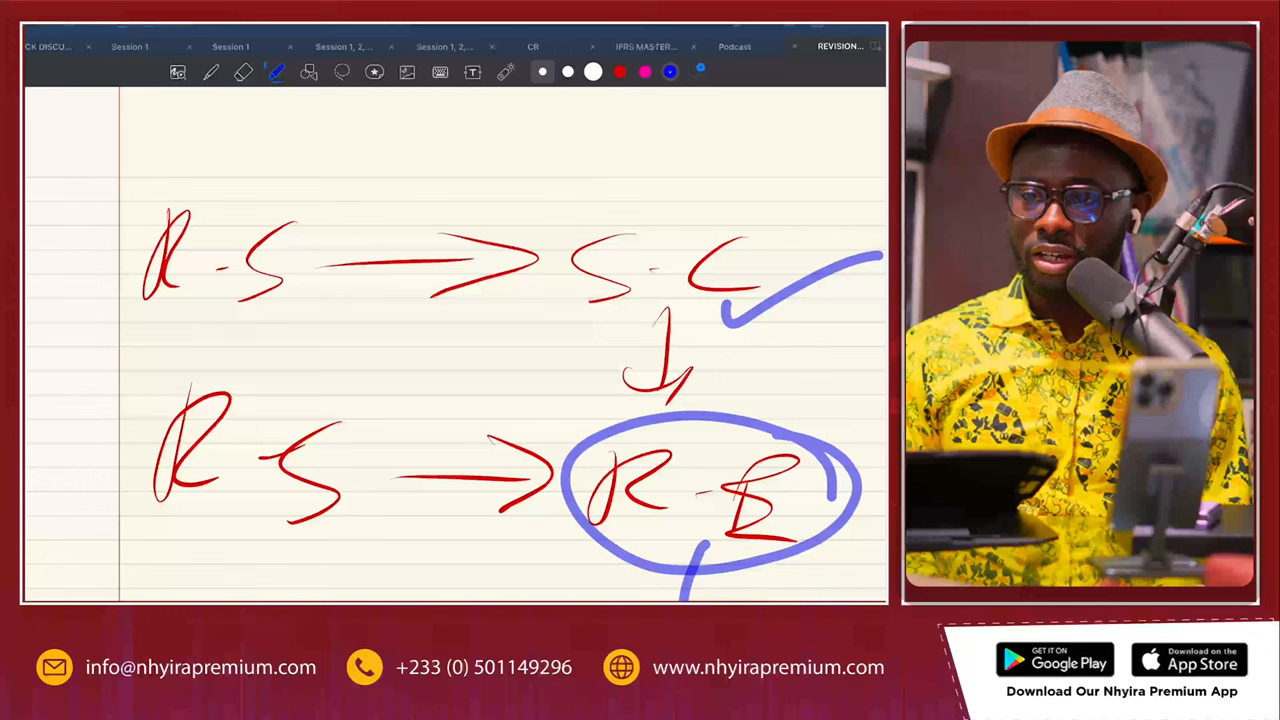 CK DISCU...
Session 1
Session 1
Session 1, 2,...
Session 1, 2,...
CR
IFRS MASTER...
Podcast
REVISION...
R-S → S-C
R-S → R-E
info@nhyirapremium.com
+233 (0) 501149296
www.nhyirapremium.com
GET IT ON
Google Play
Download on the
App Store
Download Our Nhyira Premium App